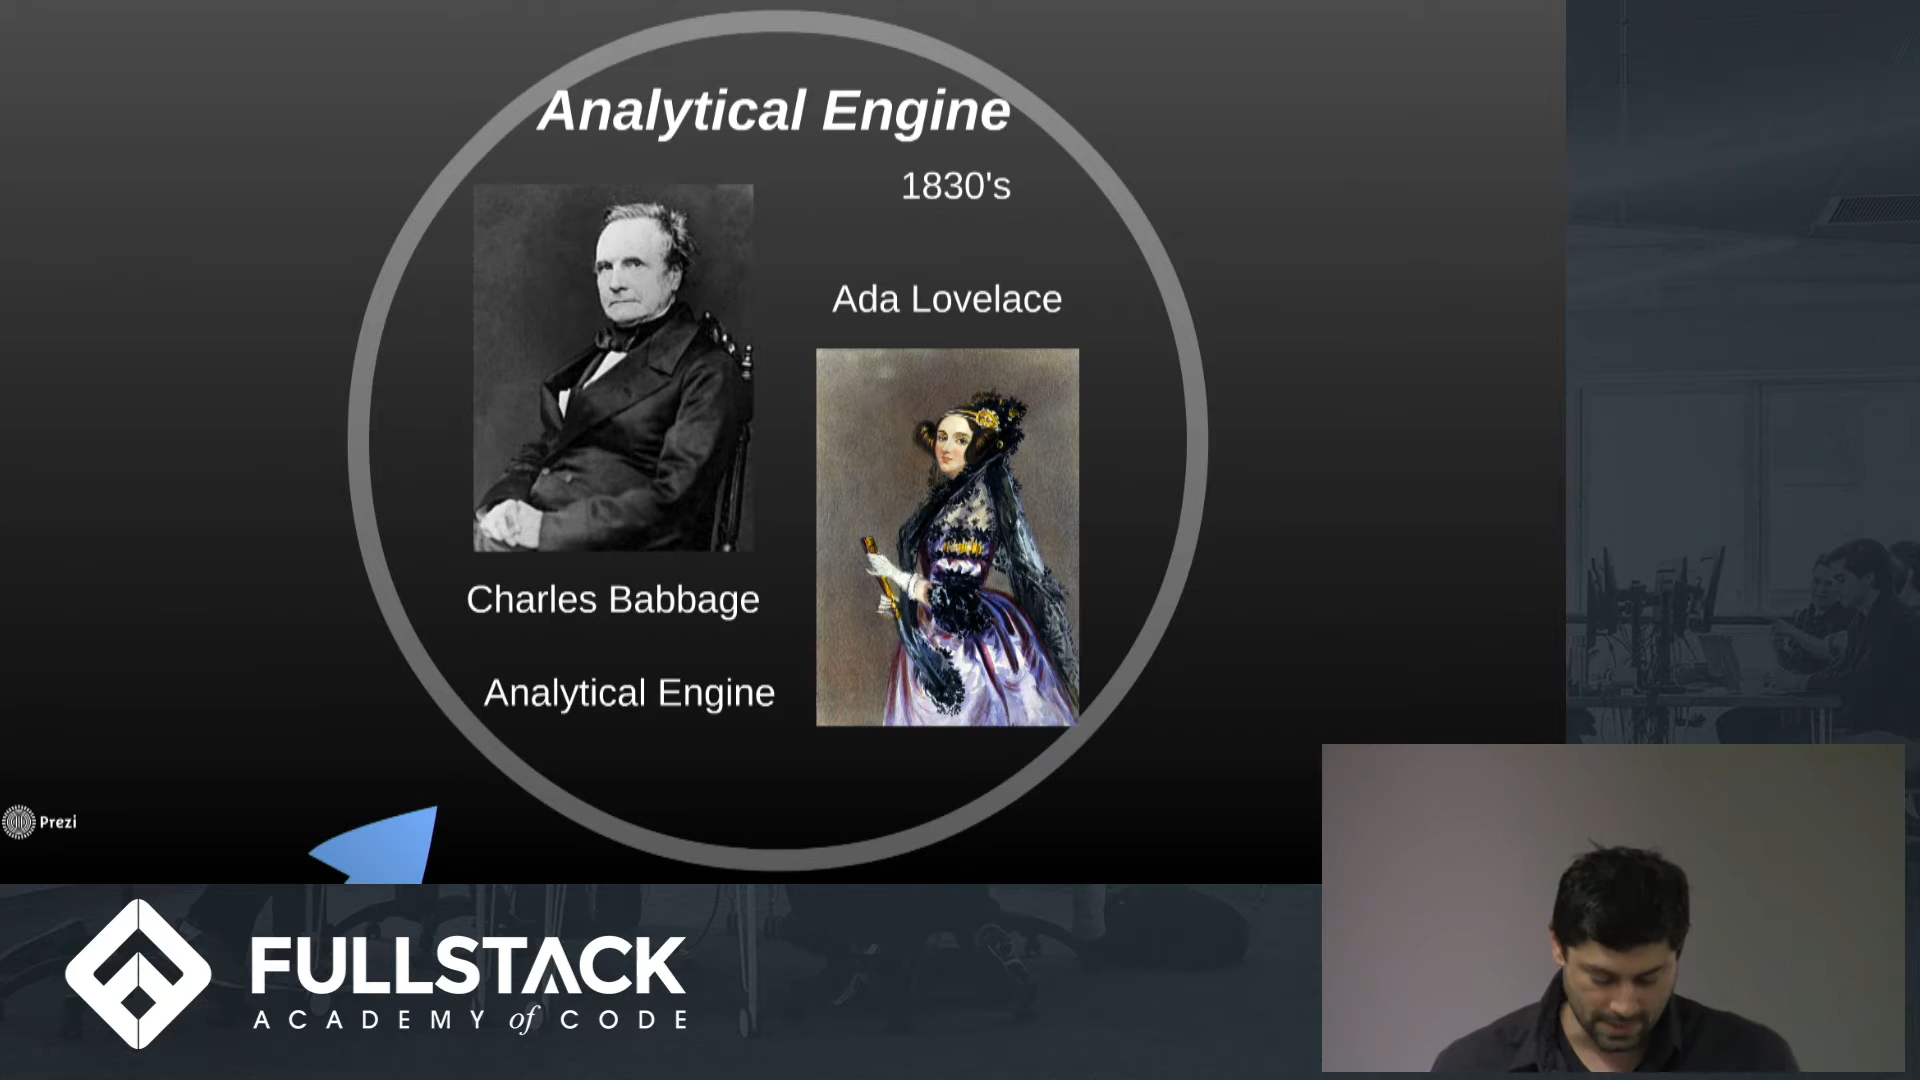 Analytical Engine
1830's
Ada Lovelace
Charles Babbage
Analytical Engine
Prezi
FULLSTACK
ACADEMY of CODE